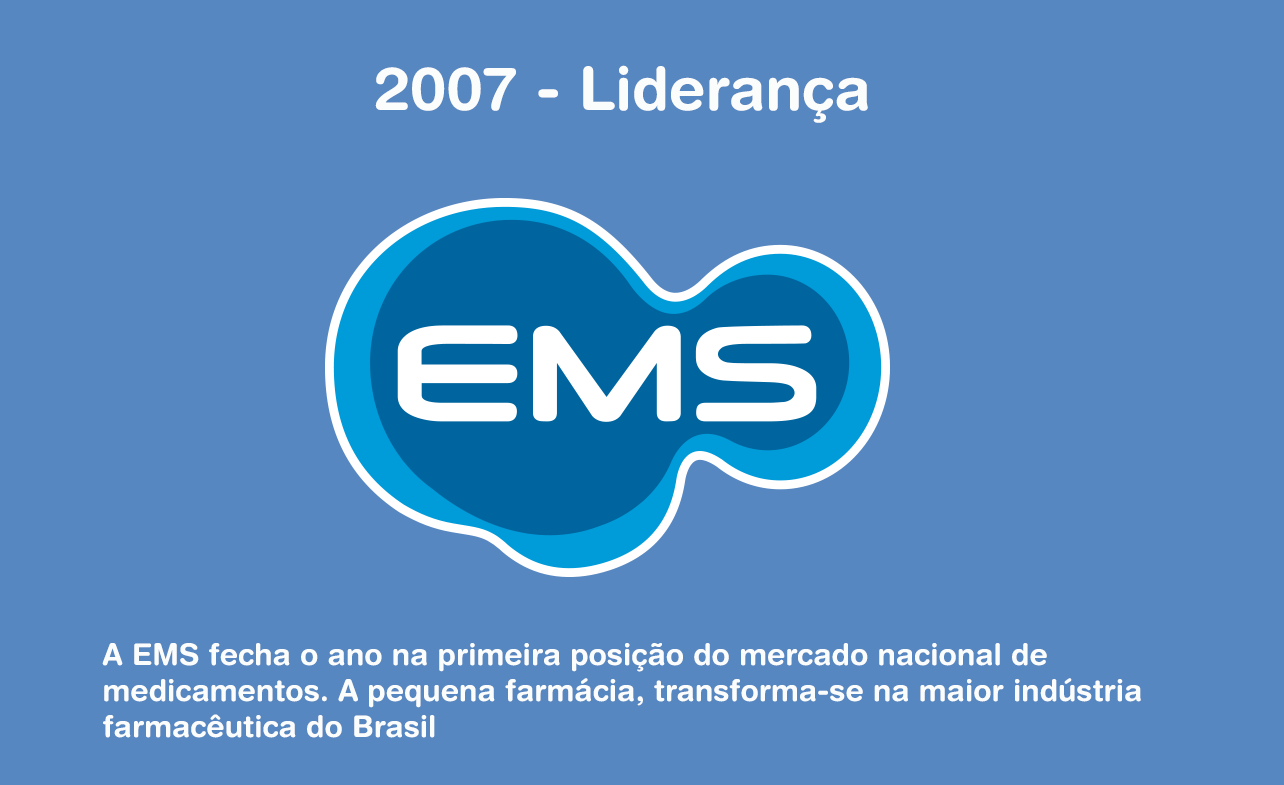 2007 - Liderança
EMS
A EMS fecha o ano na primeira posição do mercado nacional de
medicamentos. A pequena farmácia, transforma-se na maior indústria
farmacêutica do Brasil